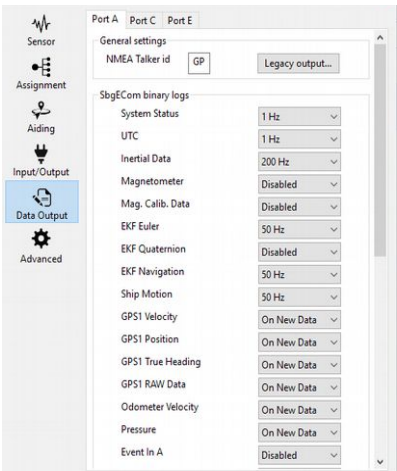 Port A Port C Port E
Sensor
Assignment
Aiding
Input/Output
Data Output
Advanced
General settings
NMEA Talker id GP Legacy output...
SbgECom binary logs
System Status 1 Hz
UTC 1 Hz
Inertial Data 200 Hz
Magnetometer Disabled
Mag. Calib. Data Disabled
EKF Euler 50 Hz
EKF Quaternion Disabled
EKF Navigation 50 Hz
Ship Motion 50 Hz
GPS1 Velocity On New Data
GPS1 Position On New Data
GPS1 True Heading On New Data
GPS1 RAW Data On New Data
Odometer Velocity On New Data
Pressure On New Data
Event In A Disabled